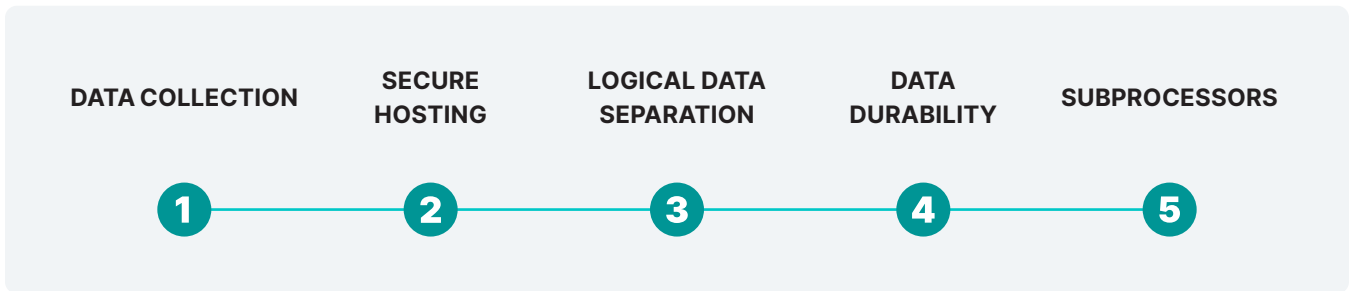 DATA COLLECTION
SECURE
HOSTING
LOGICAL DATA
SEPARATION
DATA
DURABILITY
SUBPROCESSORS
1
2
3
4
5